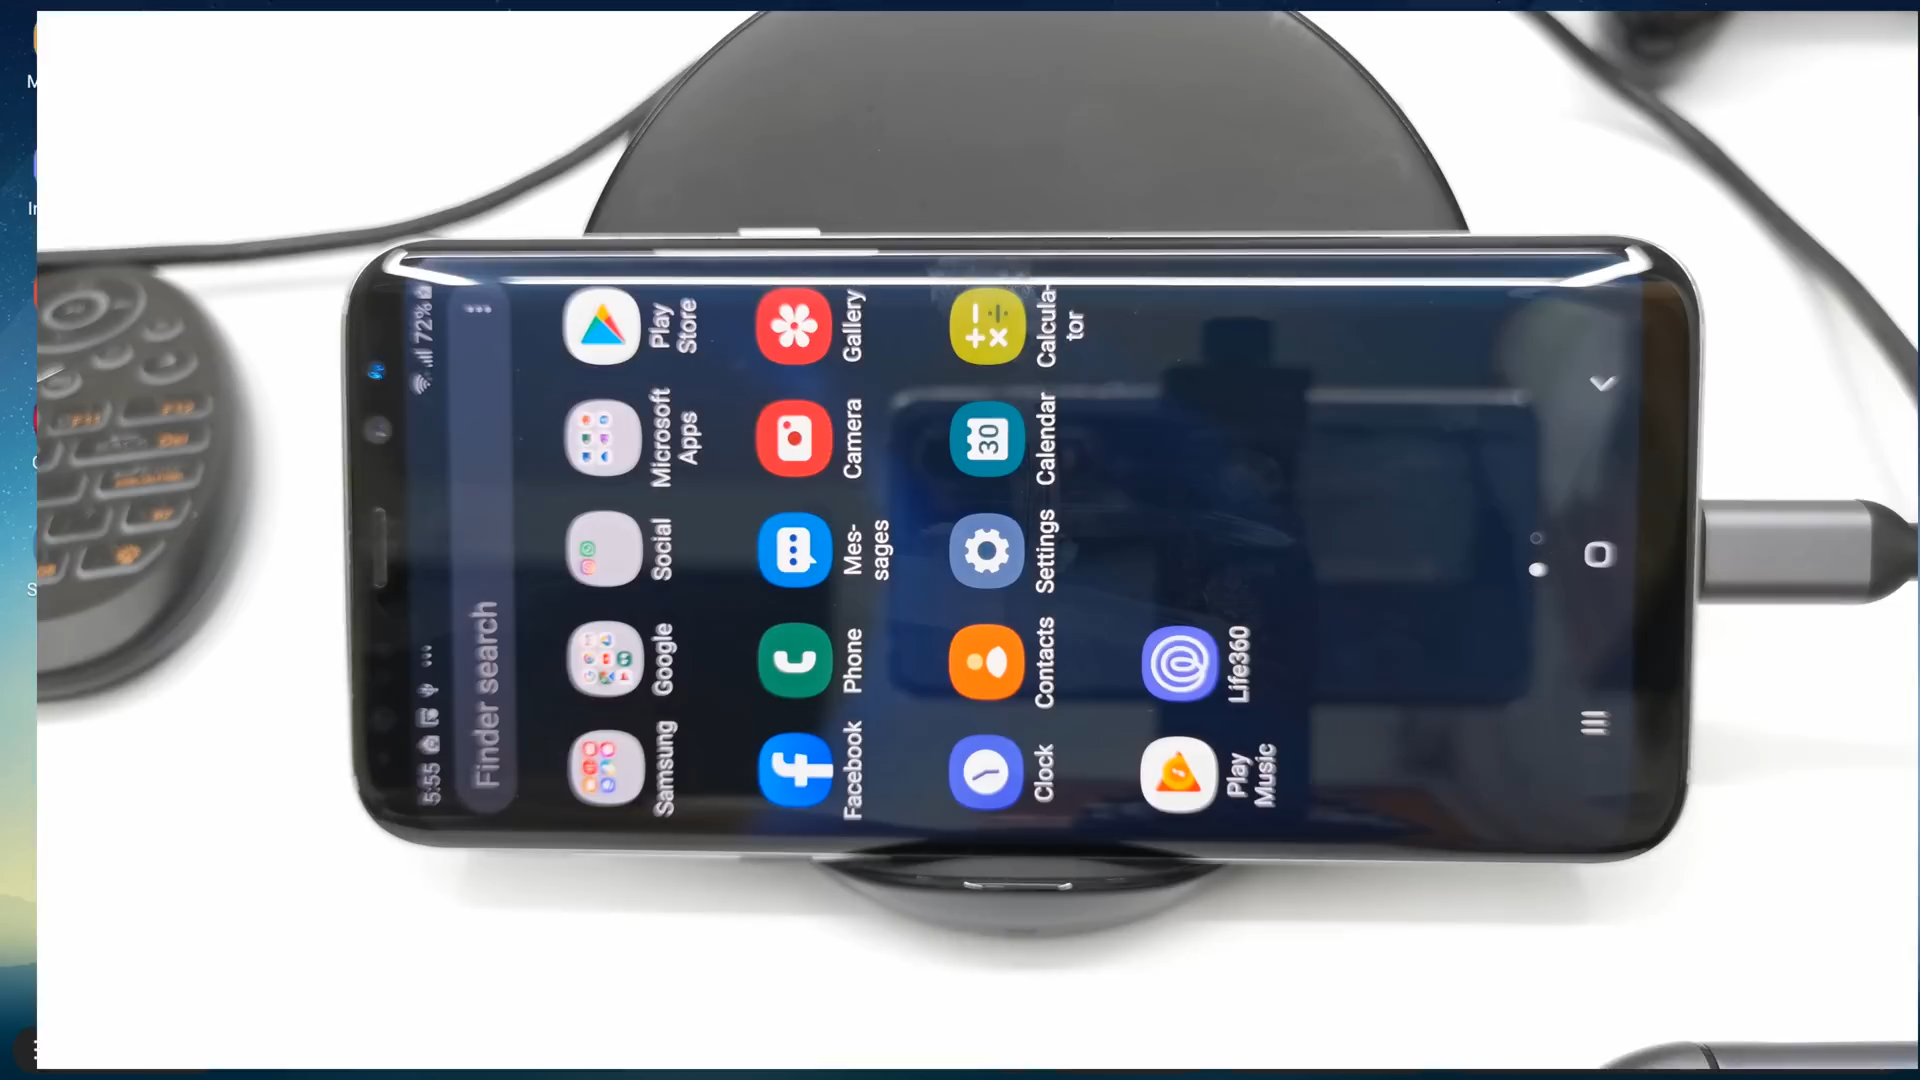 5:55
72%
Finder search
Samsung
Google
Social
Microsoft
Apps
Play
Store
Facebook
Phone
Mes-
sages
Camera
Gallery
Clock
Contacts
Settings
30
Calendar
Calcula-
tor
Play
Music
Life360